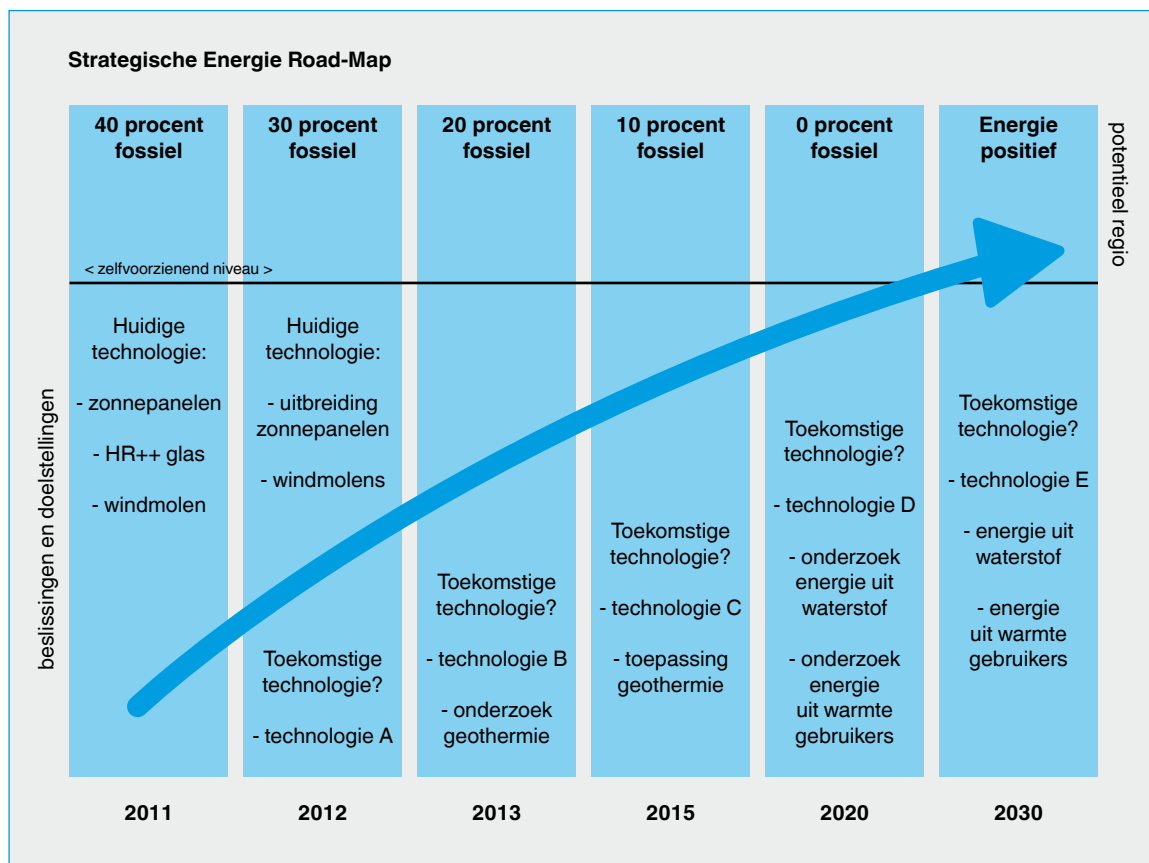 Strategische Energie Road-Map
40 procent
fossiel
30 procent
fossiel
20 procent
fossiel
10 procent
fossiel
0 procent
fossiel
Energie
positief
potentieel regio
< zelfvoorzienend niveau >
beslissingen en doelstellingen
Huidige
technologie:
- zonnepanelen
- HR++ glas
- windmolen
Huidige
technologie:
- uitbreiding
zonnepanelen
- windmolens
Toekomstige
technologie?
- technologie A
Toekomstige
technologie?
- technologie B
- onderzoek
geothermie
Toekomstige
technologie?
- technologie C
- toepassing
geothermie
Toekomstige
technologie?
- technologie D
- onderzoek
energie uit
waterstof
- onderzoek
energie
uit warmte
gebruikers
Toekomstige
technologie?
- technologie E
- energie uit
waterstof
- energie
uit warmte
gebruikers
2011
2012
2013
2015
2020
2030